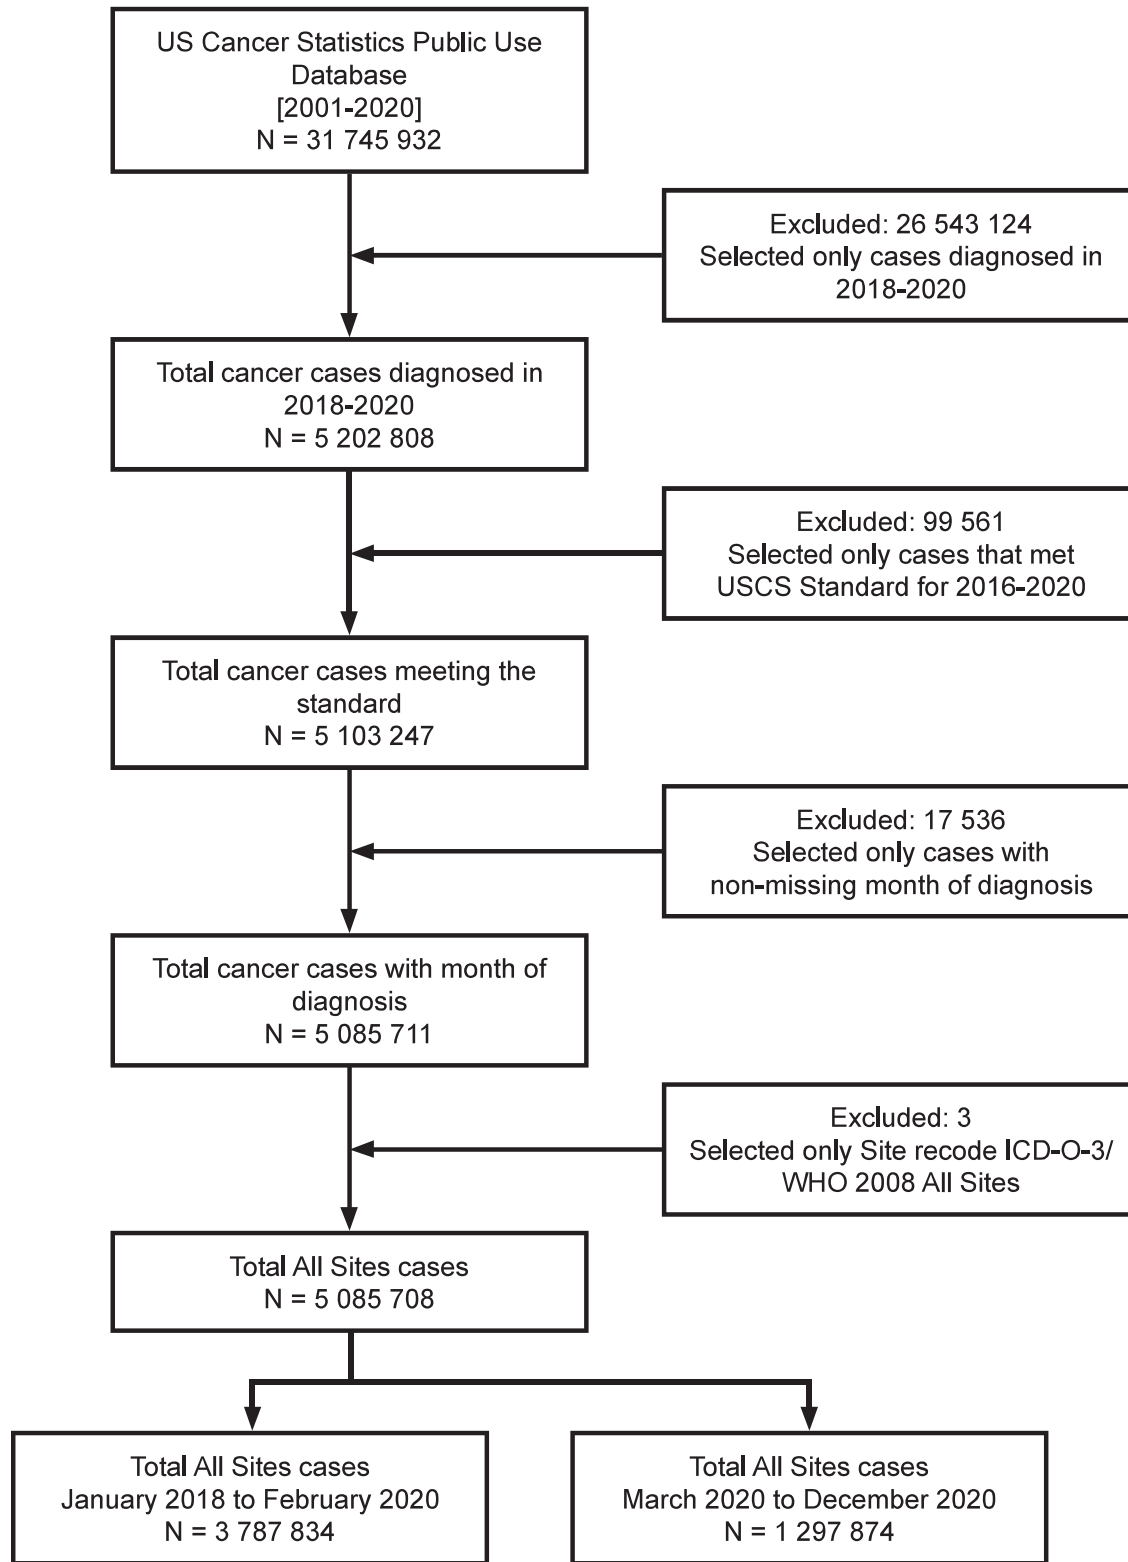 US Cancer Statistics Public Use
Database
[2001-2020]
N = 31 745 932
Excluded: 26 543 124
Selected only cases diagnosed in
2018-2020
Total cancer cases diagnosed in
2018-2020
N = 5 202 808
Excluded: 99 561
Selected only cases that met
USCS Standard for 2016-2020
Total cancer cases meeting the
standard
N = 5 103 247
Excluded: 17 536
Selected only cases with
non-missing month of diagnosis
Total cancer cases with month of
diagnosis
N = 5 085 711
Excluded: 3
Selected only Site recode ICD-O-3/
WHO 2008 All Sites
Total All Sites cases
N = 5 085 708
Total All Sites cases
January 2018 to February 2020
N = 3 787 834
Total All Sites cases
March 2020 to December 2020
N = 1 297 874